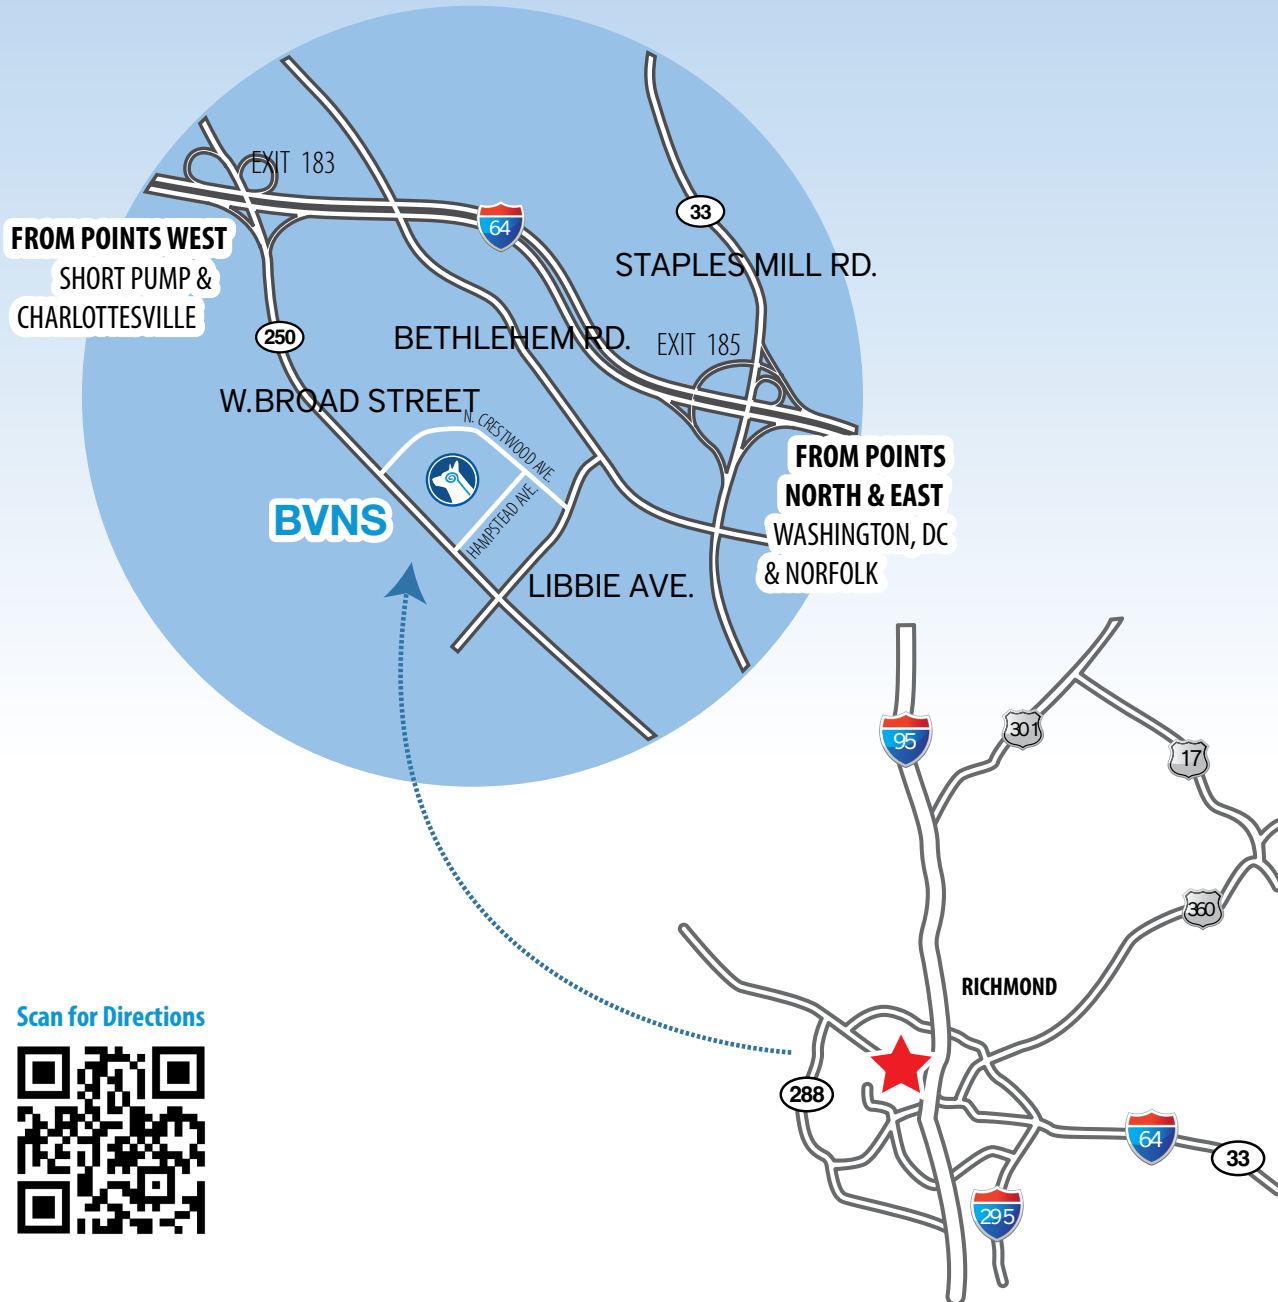 EXIT 183
33
64
FROM POINTS WEST
SHORT PUMP &
CHARLOTTESVILLE
STAPLES MILL RD.
250
BETHLEHEM RD.
EXIT 185
W.BROAD STREET
N. CRESTWOOD AVE.
HAMPSTEAD AVE.
BVNS
FROM POINTS
NORTH & EAST
WASHINGTON, DC
& NORFOLK
LIBBIE AVE.
95
301
17
360
RICHMOND
Scan for Directions
288
64
33
295